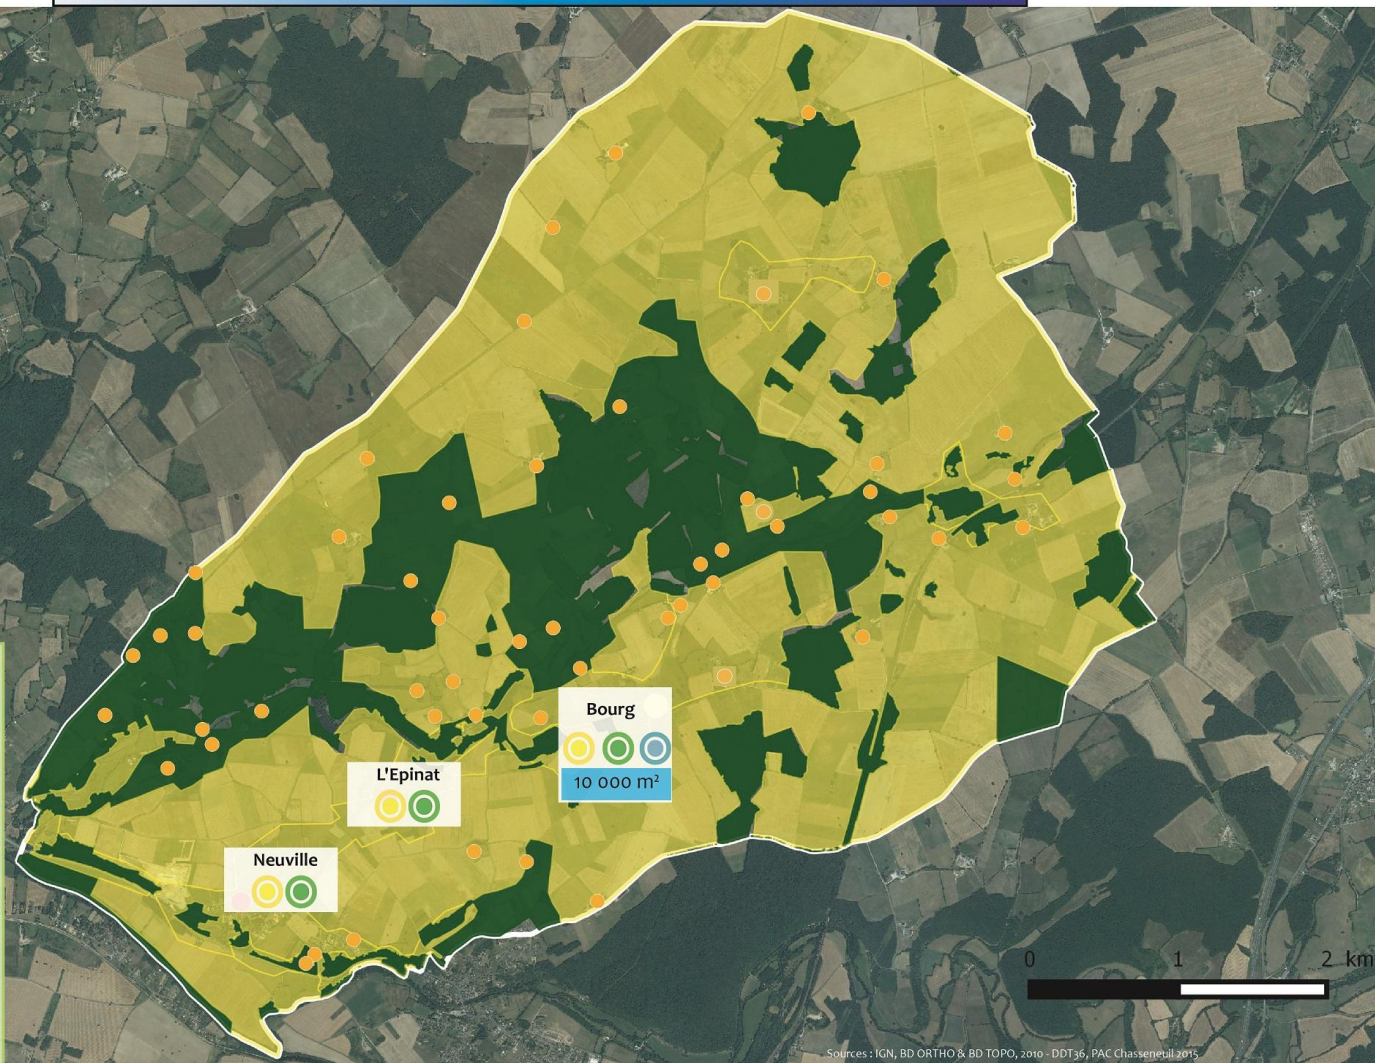 Bourg
10 000 m²
L'Epinat
Neuville
0 1 2 km
Sources : IGN, BD ORTHO & BD TOPO, 2010 - DDT36, PAC Chasseneuil 2015